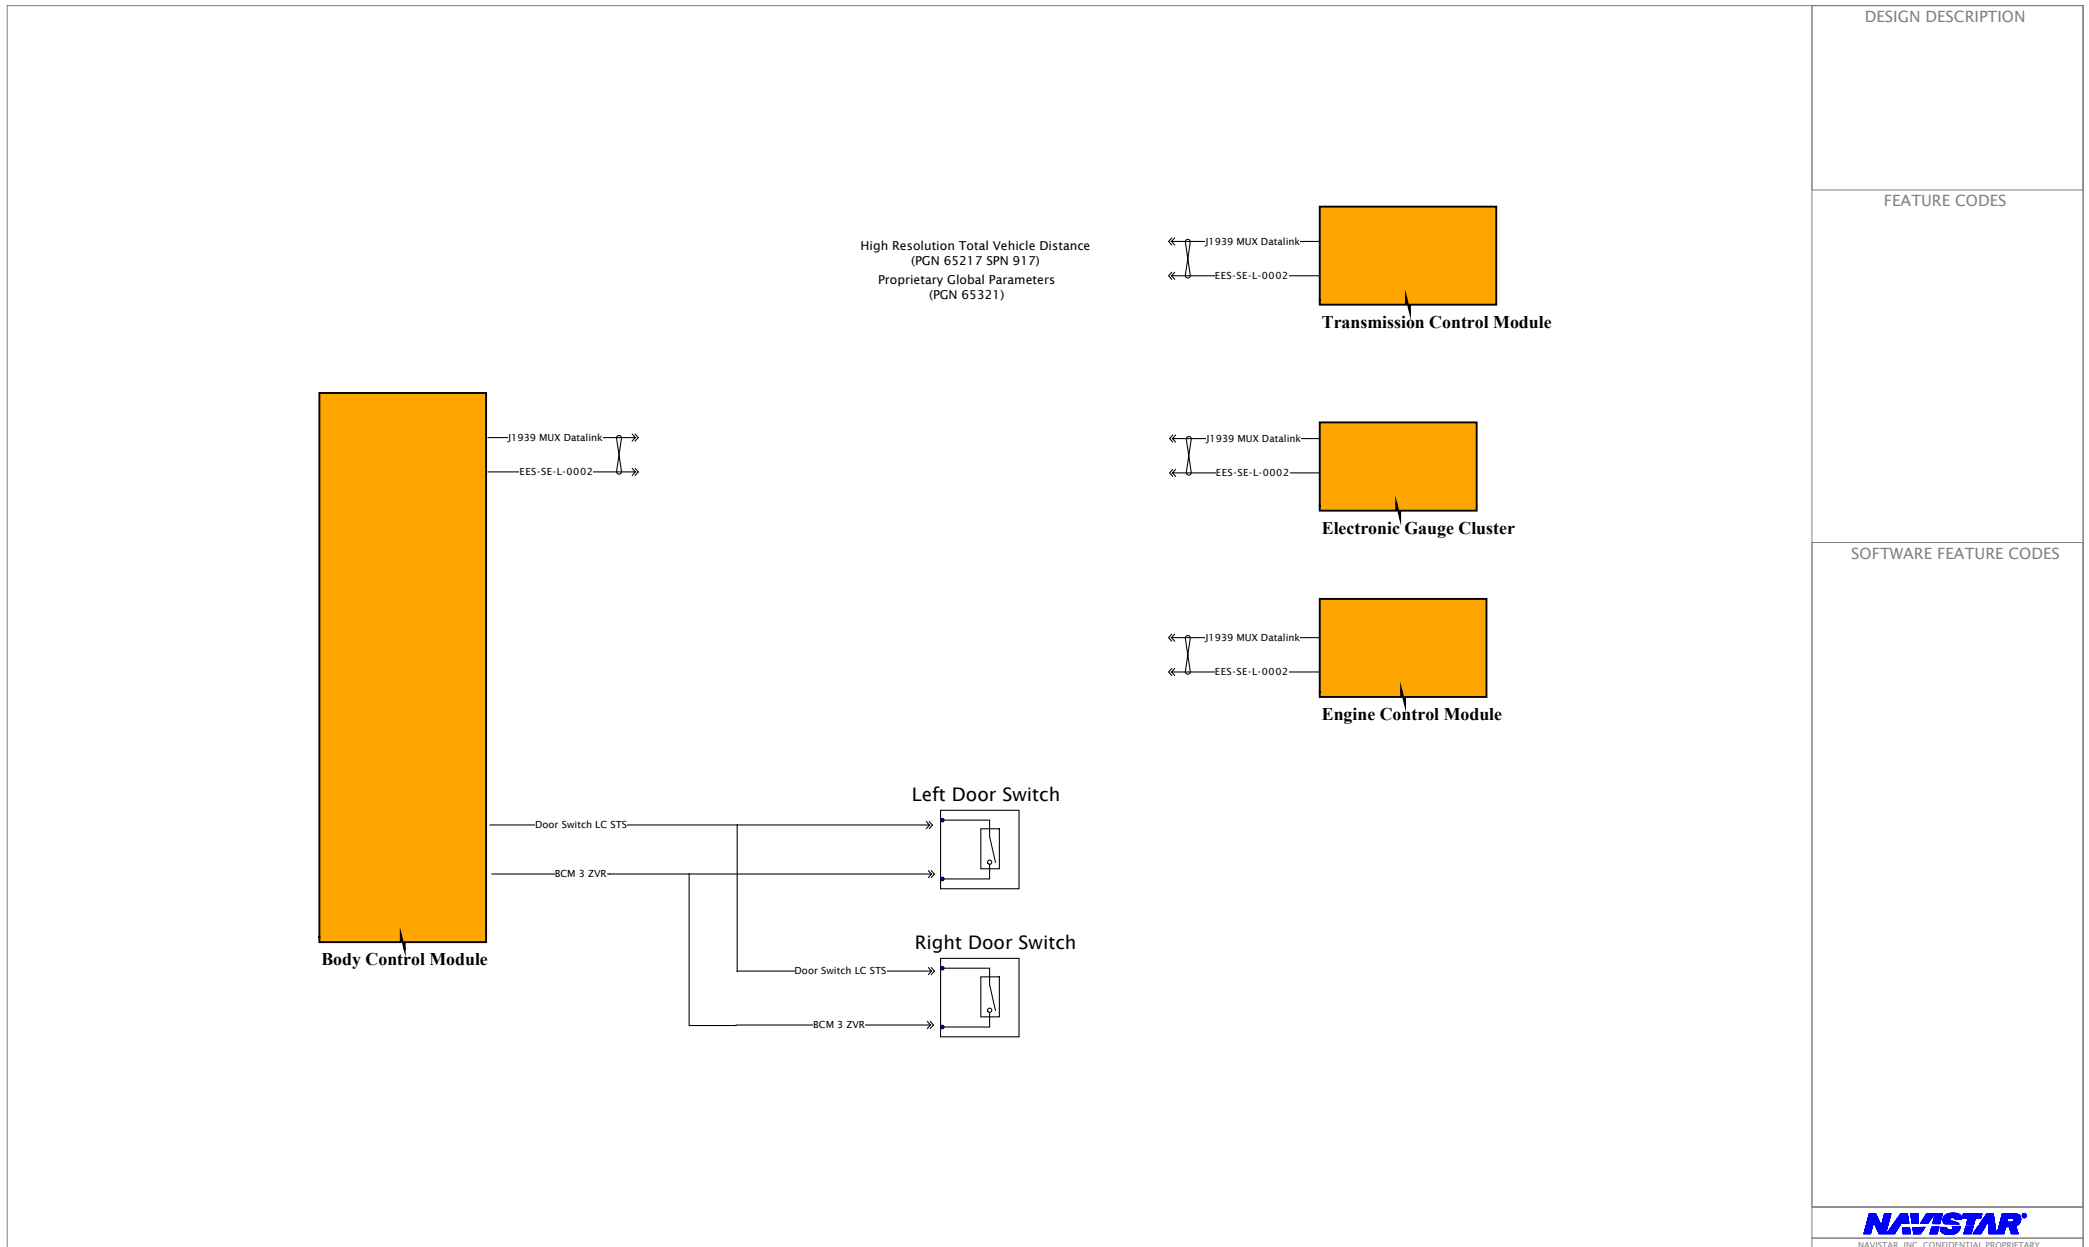 DESIGN DESCRIPTION
FEATURE CODES
SOFTWARE FEATURE CODES
High Resolution Total Vehicle Distance
(PGN 65217 SPN 917)
Proprietary Global Parameters
(PGN 65321)
J1939 MUX Datalink
EES-SE-L-0002
Transmission Control Module
J1939 MUX Datalink
EES-SE-L-0002
Body Control Module
J1939 MUX Datalink
EES-SE-L-0002
Electronic Gauge Cluster
J1939 MUX Datalink
EES-SE-L-0002
Engine Control Module
Left Door Switch
Door Switch LC STS
BCM 3 ZVR
Right Door Switch
Door Switch LC STS
BCM 3 ZVR
NAVISTAR
NAVISTAR, INC. CONFIDENTIAL PROPRIETARY